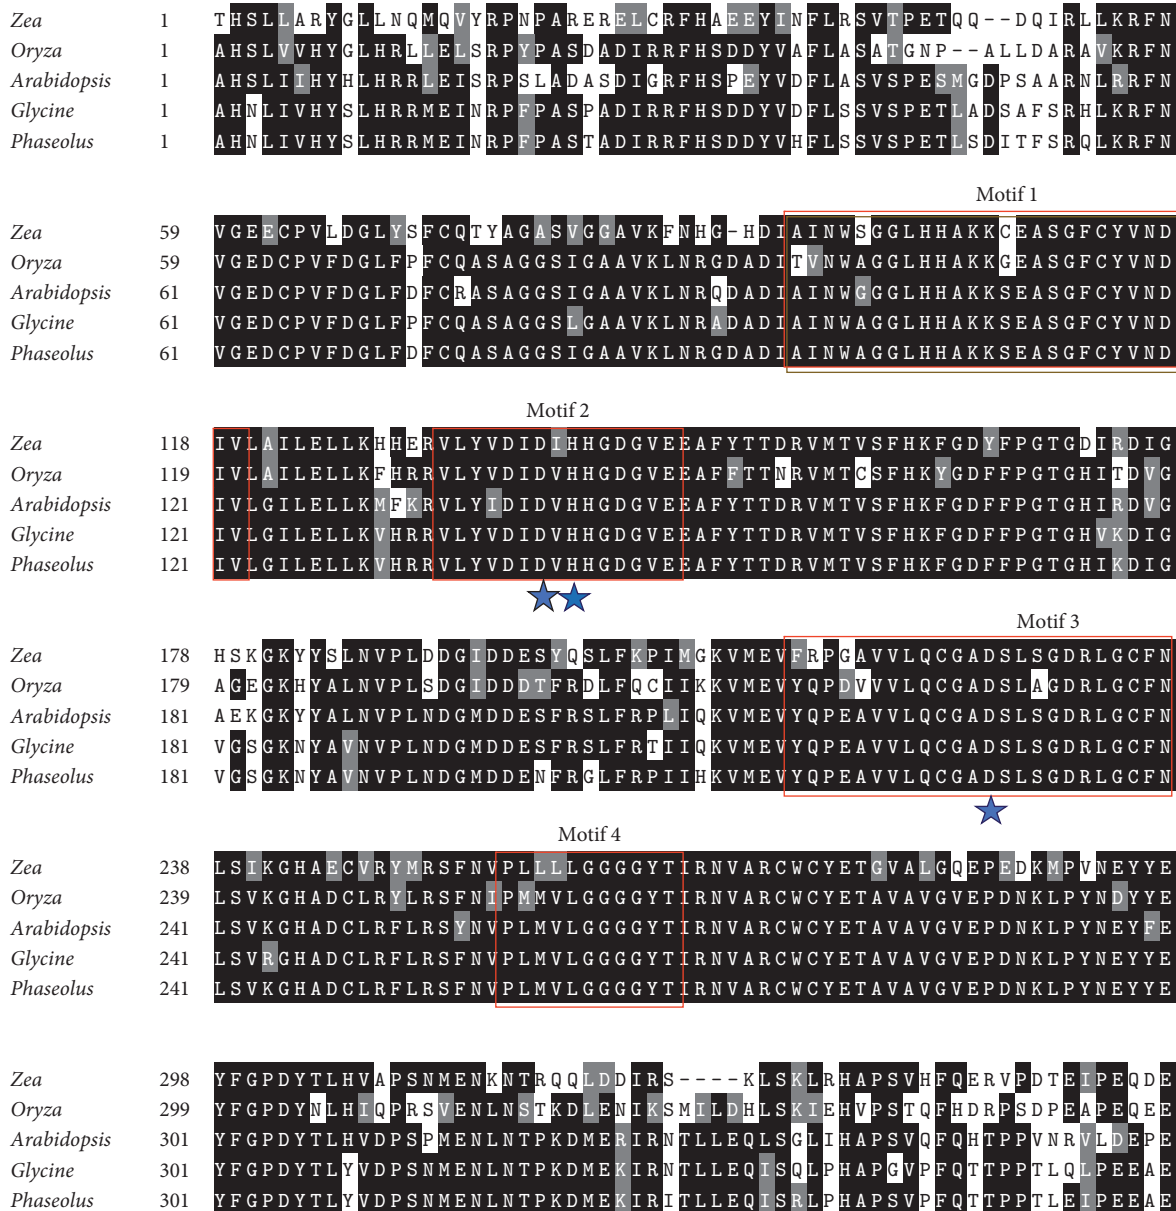 Zea 1 THSLLARYGLLNQMQVYRPNPARERELCRFHAEEYINFLRSVTPETQQ--DQIRLLKRFN
Oryza 1 AHSLVVHYGLHRLLELSRPYPASDADIRRFHSDDYVAFLASATGNP--ALLDARAVKRFN
Arabidopsis 1 AHSLIIHYHLHRRLEISRPSLADASDIGRFHSPEYVDFLASVSPESMGDPSAARNLRRFN
Glycine 1 AHNLIVHYSLHRRMEINRPFPASPADIRRFHSDDYVDFLSSVSPETLADSAFSRHLKRFN
Phaseolus 1 AHNLIVHYSLHRRMEINRPFPASTADIRRFHSDDYVHFLSSVSPETLSDITFSRQLKRFN
Motif 1
Zea 59 VGEECPVLDGLYSFCQTYAGASVGGAVKFNHG-HDIAINWSGGLHHAKKCEASGFCYVND
Oryza 59 VGEDCPVFDGLFPFCQASAGGSIGAAVKLNRGDADITVNWAGGLHHAKKGEASGFCYVND
Arabidopsis 61 VGEDCPVFDGLFDFCRASAGGSIGAAVKLNRQDADIAINWGGGLHHAKKSEASGFCYVND
Glycine 61 VGEDCPVFDGLFPFCQASAGGSLGAAVKLNRADADIAINWAGGLHHAKKSEASGFCYVND
Phaseolus 61 VGEDCPVFDGLFDFCQASAGGSIGAAVKLNRGDADIAINWAGGLHHAKKSEASGFCYVND
Motif 2
Zea 118 IVLAILELLKHHERVLYVDIDIHHGDGVEEAFYTTDRVMTVSFHKFGDYFPGTGDIRDIG
Oryza 119 IVLAILELLKFHRRVLYVDIDVHHGDGVEEAFFTTNRVMTCSFHKYGDFFPGTGHITDVG
Arabidopsis 121 IVLGILELLKMFKRVLYIDIDVHHGDGVEEAFYTTDRVMTVSFHKFGDFFPGTGHIRDVG
Glycine 121 IVLGILELLKVHRRVLYVDIDVHHGDGVEEAFYTTDRVMTVSFHKFGDFFPGTGHVKDIG
Phaseolus 121 IVLGILELLKVHRRVLYVDIDVHHGDGVEEAFYTTDRVMTVSFHKFGDFFPGTGHIKDIG
Motif 3
Zea 178 HSKGKYYSLNVPLDDGIDDESYQSLFKPIMGKVMEVFRPGAVVLQCGADSLSGDRLGCFN
Oryza 179 AGEGKHYALNVPLSDGIDDDTFRDLFQCIIKKVMEVYQPDVVVLQCGADSLAGDRLGCFN
Arabidopsis 181 AEKGKYYALNVPLNDGMDDESFRSLFRPLIQKVMEVYQPEAVVLQCGADSLSGDRLGCFN
Glycine 181 VGSGKNYAVNVPLNDGMDDESFRSLFRTIIQKVMEVYQPEAVVLQCGADSLSGDRLGCFN
Phaseolus 181 VGSGKNYAVNVPLNDGMDDENFRGLFRPIIHKVMEVYQPEAVVLQCGADSLSGDRLGCFN
Motif 4
Zea 238 LSIKGHAECVRYMRSFNVPLLLLGGGGYTIRNVARCWCYETGVALGQEPEDKMPVNEYYE
Oryza 239 LSVKGHADCLRYLRSFNIPMMVLGGGGYTIRNVARCWCYETAVAVGVEPDNKLPYNDYYE
Arabidopsis 241 LSVKGHADCLRFLRSYNVPLMVLGGGGYTIRNVARCWCYETAVAVGVEPDNKLPYNEYFE
Glycine 241 LSVRGHADCLRFLRSFNVPLMVLGGGGYTIRNVARCWCYETAVAVGVEPDNKLPYNEYYE
Phaseolus 241 LSVKGHADCLRFLRSFNVPLMVLGGGGYTIRNVARCWCYETAVAVGVEPDNKLPYNEYYE
Zea 298 YFGPDYTLHVAPSNMENKNTRQQLDDIRS----KLSKLRHAPSVHFQERVPDTEIPEQDE
Oryza 299 YFGPDYNLHIQPRSVENLNSTKDLENIKSMILDHLSKIEHVPSTQFHDRPSDPEAPEQEE
Arabidopsis 301 YFGPDYTLHVDPSPMENLNTPKDMERIRNTLLEQLSGLIHAPSVQFQHTPPVNRVLDEPE
Glycine 301 YFGPDYTLYVDPSNMENLNTPKDMEKIRNTLLEQISQLPHAPGVPFQTTPPTLQLPEEAE
Phaseolus 301 YFGPDYTLYVDPSNMENLNTPKDMEKIRITLLEQISRLPHAPSVPFQTTPPTLEIPEEAE